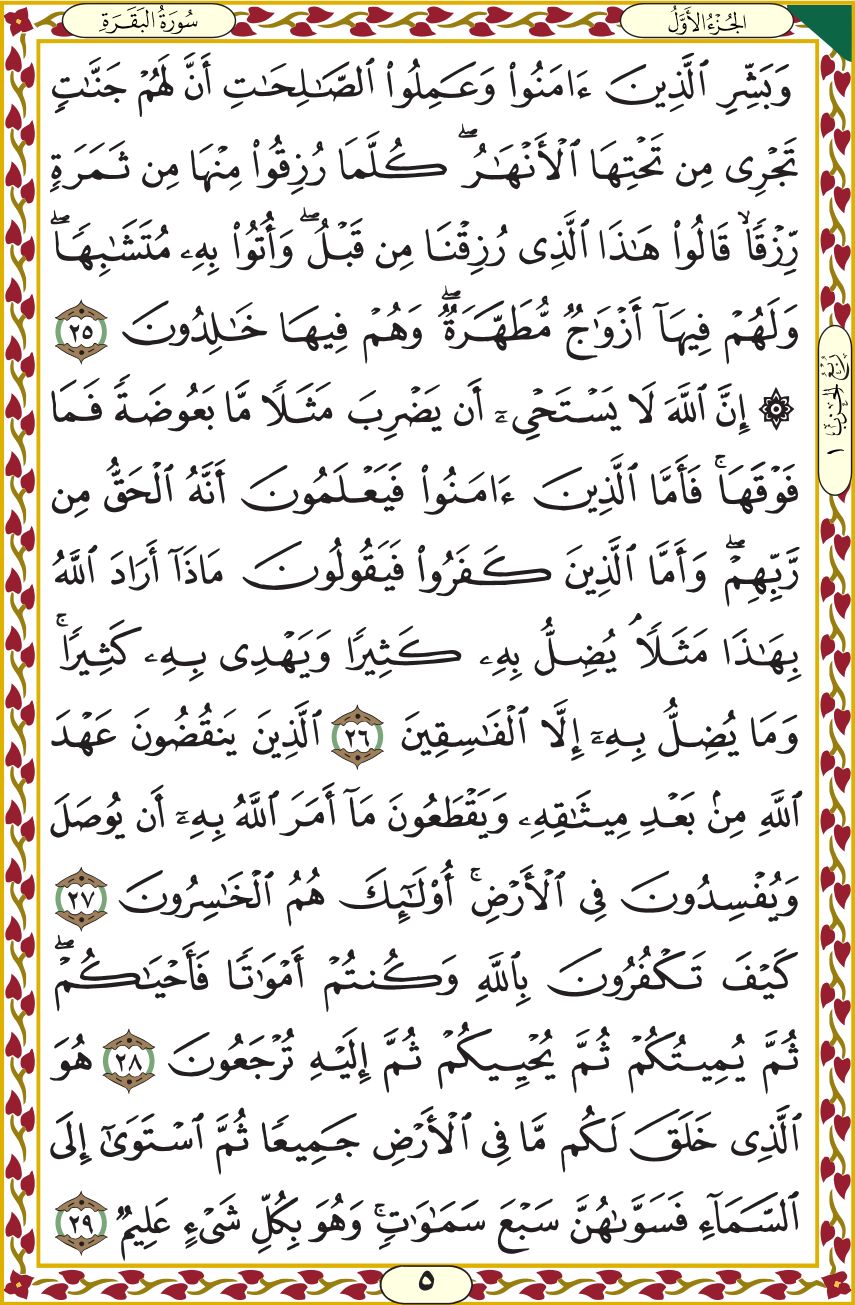 الجُزْءُ الأَوَّلُ
سُورَةُ البَقَرَةِ
وَبَشِّرِ ٱلَّذِينَ ءَامَنُوا۟ وَعَمِلُوا۟ ٱلصَّـٰلِحَـٰتِ أَنَّ لَهُمْ جَنَّـٰتٍ
تَجْرِى مِن تَحْتِهَا ٱلْأَنْهَـٰرُ ۖ كُلَّمَا رُزِقُوا۟ مِنْهَا مِن ثَمَرَةٍ
رِّزْقًا ۙ قَالُوا۟ هَـٰذَا ٱلَّذِى رُزِقْنَا مِن قَبْلُ ۖ وَأُتُوا۟ بِهِۦ مُتَشَـٰبِهًا ۖ
وَلَهُمْ فِيهَآ أَزْوَٰجٌ مُّطَهَّرَةٌ ۖ وَهُمْ فِيهَا خَـٰلِدُونَ ٢٥
۞ إِنَّ ٱللَّهَ لَا يَسْتَحْىِۦٓ أَن يَضْرِبَ مَثَلًا مَّا بَعُوضَةً فَمَا
فَوْقَهَا ۚ فَأَمَّا ٱلَّذِينَ ءَامَنُوا۟ فَيَعْلَمُونَ أَنَّهُ ٱلْحَقُّ مِن
رَّبِّهِمْ ۖ وَأَمَّا ٱلَّذِينَ كَفَرُوا۟ فَيَقُولُونَ مَاذَآ أَرَادَ ٱللَّهُ
بِهَـٰذَا مَثَلًا ۘ يُضِلُّ بِهِۦ كَثِيرًا وَيَهْدِى بِهِۦ كَثِيرًا ۚ
وَمَا يُضِلُّ بِهِۦٓ إِلَّا ٱلْفَـٰسِقِينَ ٢٦ ٱلَّذِينَ يَنقُضُونَ عَهْدَ
ٱللَّهِ مِنۢ بَعْدِ مِيثَـٰقِهِۦ وَيَقْطَعُونَ مَآ أَمَرَ ٱللَّهُ بِهِۦٓ أَن يُوصَلَ
وَيُفْسِدُونَ فِى ٱلْأَرْضِ ۚ أُو۟لَـٰٓئِكَ هُمُ ٱلْخَـٰسِرُونَ ٢٧
كَيْفَ تَكْفُرُونَ بِٱللَّهِ وَكُنتُمْ أَمْوَٰتًا فَأَحْيَـٰكُمْ ۖ
ثُمَّ يُمِيتُكُمْ ثُمَّ يُحْيِيكُمْ ثُمَّ إِلَيْهِ تُرْجَعُونَ ٢٨ هُوَ
ٱلَّذِى خَلَقَ لَكُم مَّا فِى ٱلْأَرْضِ جَمِيعًا ثُمَّ ٱسْتَوَىٰٓ إِلَى
ٱلسَّمَآءِ فَسَوَّىٰهُنَّ سَبْعَ سَمَـٰوَٰتٍ ۚ وَهُوَ بِكُلِّ شَىْءٍ عَلِيمٌ ٢٩
رُبْعُ الحِزْبِ ١
٥